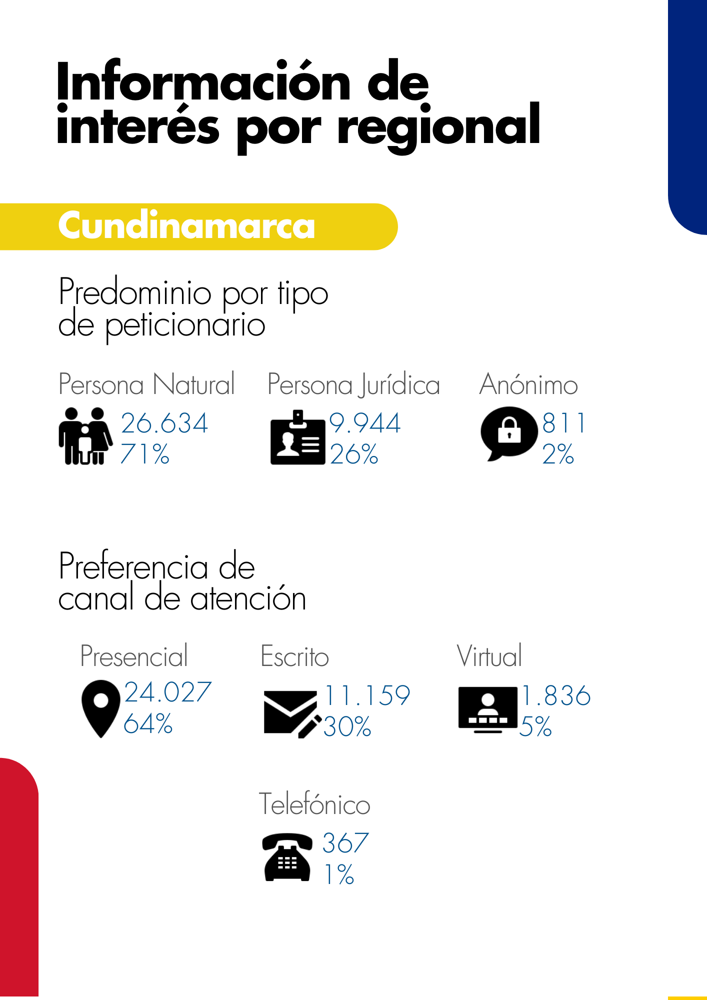 Información de
interés por regional
Cundinamarca
Predominio por tipo
de peticionario
Persona Natural
26.634
71%
Persona Jurídica
9.944
26%
Anónimo
811
2%
Preferencia de
canal de atención
Presencial
24.027
64%
Escrito
11.159
30%
Virtual
1.836
5%
Telefónico
367
1%